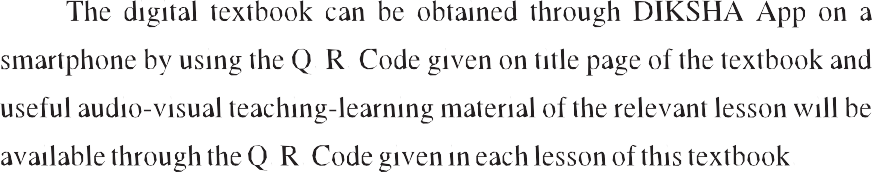 The digital textbook can be obtained through DIKSHA App on a
smartphone by using the Q R Code given on title page of the textbook and
useful audio-visual teaching-learning material of the relevant lesson will be
available through the Q R Code given in each lesson of this textbook